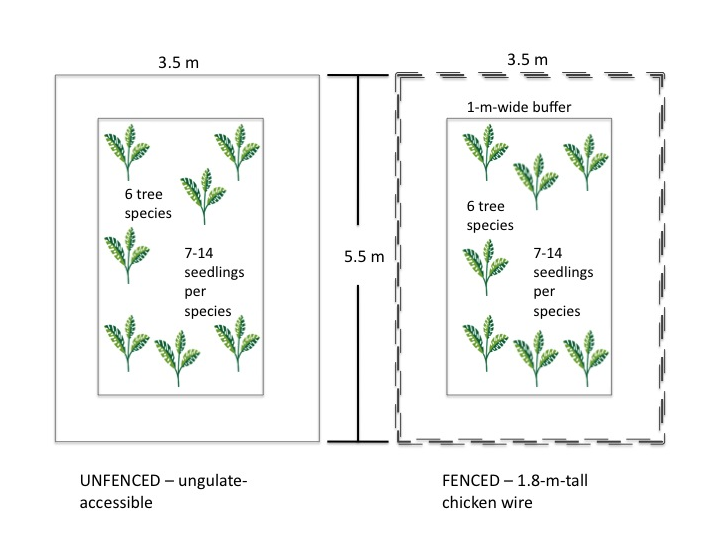 3.5 m
6 tree
species
7-14
seedlings
per
species
UNFENCED – ungulate-
accessible
5.5 m
3.5 m
1-m-wide buffer
6 tree
species
7-14
seedlings
per
species
FENCED – 1.8-m-tall
chicken wire